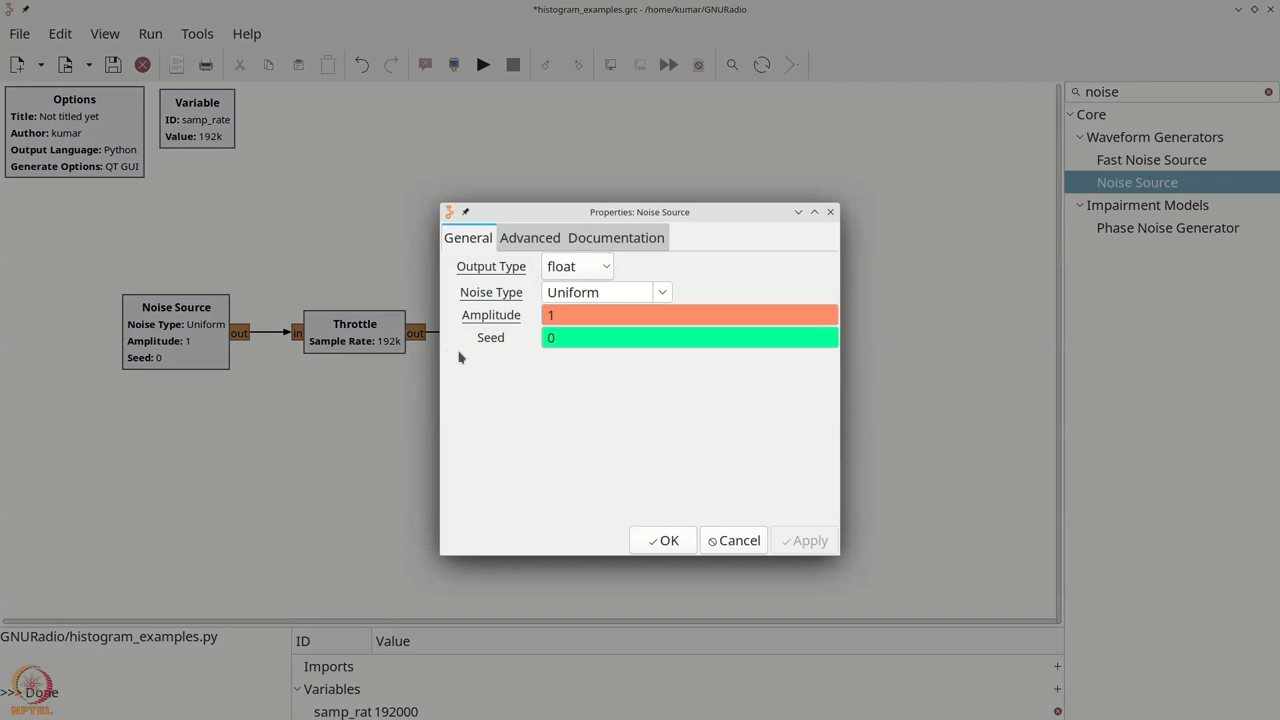 *histogram_examples.grc - /home/kumar/GNURadio
File Edit View Run Tools Help
Options
Title: Not titled yet
Author: kumar
Output Language: Python
Generate Options: QT GUI
Variable
ID: samp_rate
Value: 192k
noise
Core
Waveform Generators
Fast Noise Source
Noise Source
Impairment Models
Phase Noise Generator
Properties: Noise Source
General Advanced Documentation
Output Type float
Noise Type Uniform
Amplitude 1
Seed 0
OK Cancel Apply
Noise Source
Noise Type: Uniform
Amplitude: 1
Seed: 0
out
in
Throttle
Sample Rate: 192k
out
GNURadio/histogram_examples.py
>>> Done
NPTEL
ID Value
Imports
Variables
samp_rat 192000